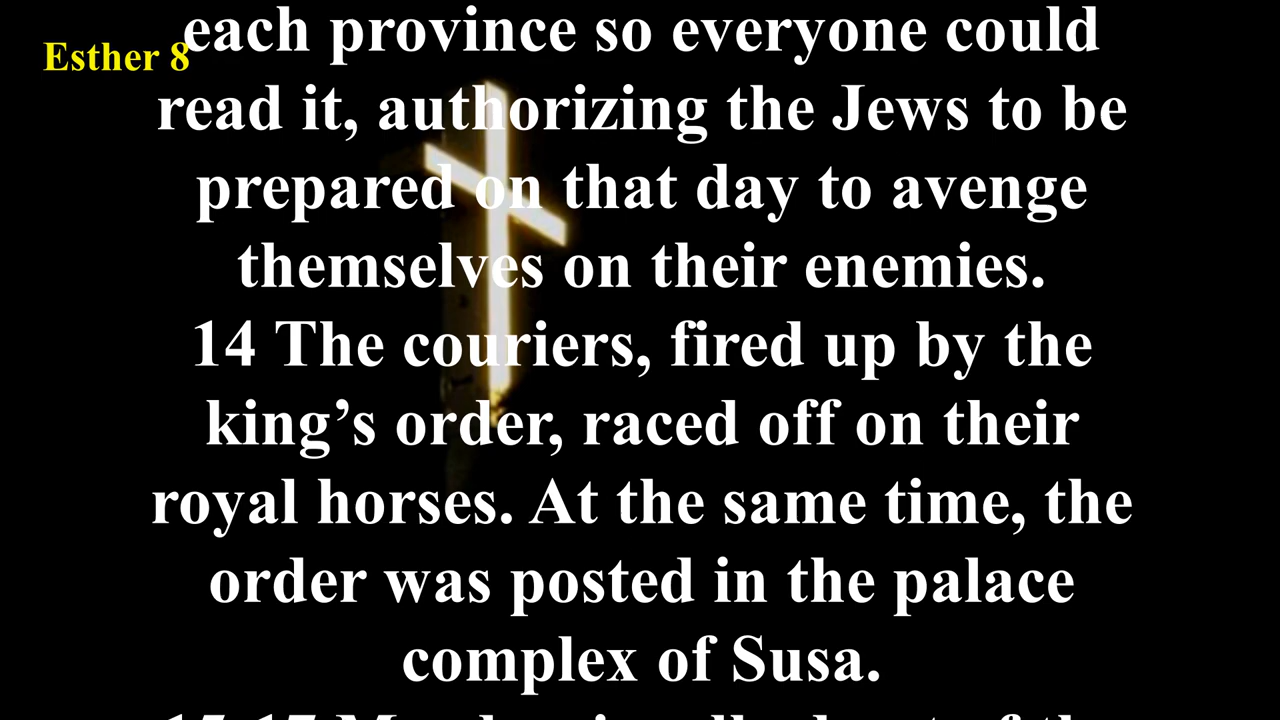 Esther 8
each province so everyone could
read it, authorizing the Jews to be
prepared on that day to avenge
themselves on their enemies.
14 The couriers, fired up by the
king’s order, raced off on their
royal horses. At the same time, the
order was posted in the palace
complex of Susa.